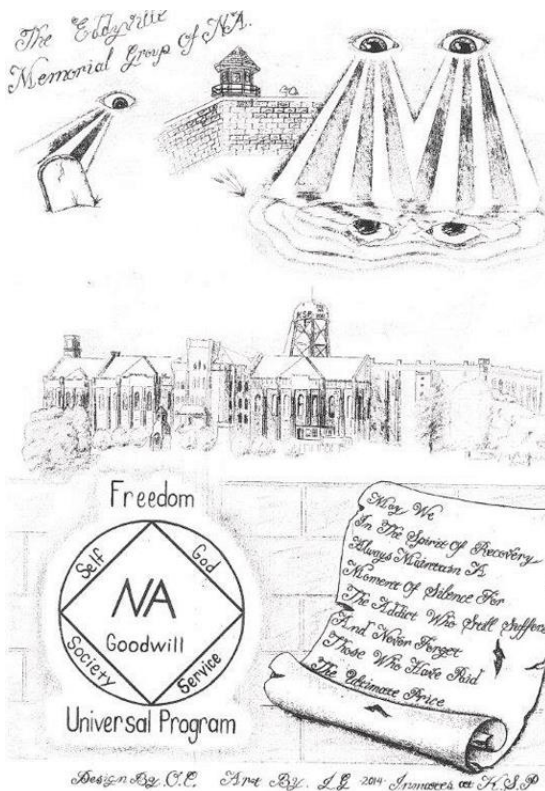 The Eddyville
Memorial Group Of NA.
Freedom
Self
God
NA
Goodwill
Society
Service
Universal Program
May We
In The Spirit Of Recovery
Always Maintain A
Moment Of Silence For
The Addict Who Still Suffers
And Never Forget
Those Who Have Paid
The Ultimate Price
Design By. O.E. Art By. J.G 2014. Inmates at K.S.P